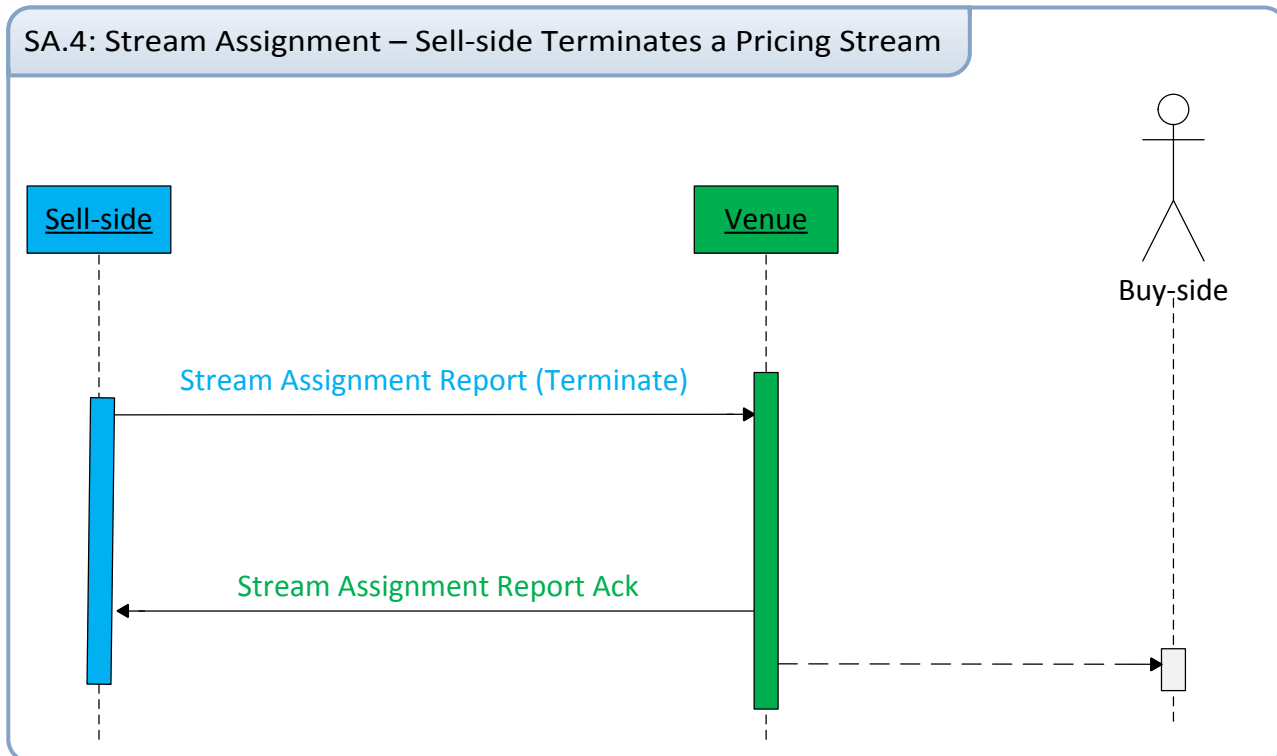 SA.4: Stream Assignment – Sell-side Terminates a Pricing Stream
Sell-side
Venue
Buy-side
Stream Assignment Report (Terminate)
Stream Assignment Report Ack